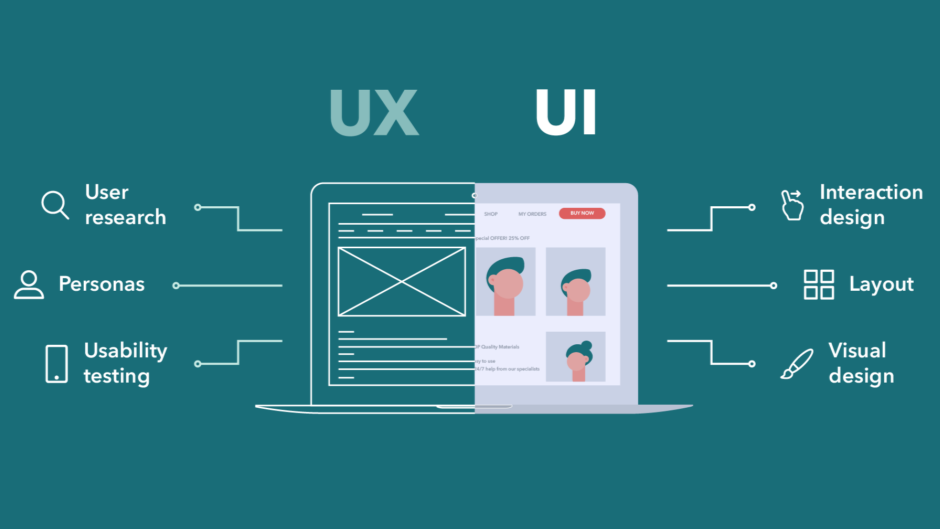 UX
UI
User
research
Personas
Usability
testing
SHOP MY ORDERS BUY NOW
pecial OFFER! 25% OFF
P Quality Materials
sy to use
4/7 help from our specialists
Interaction
design
Layout
Visual
design